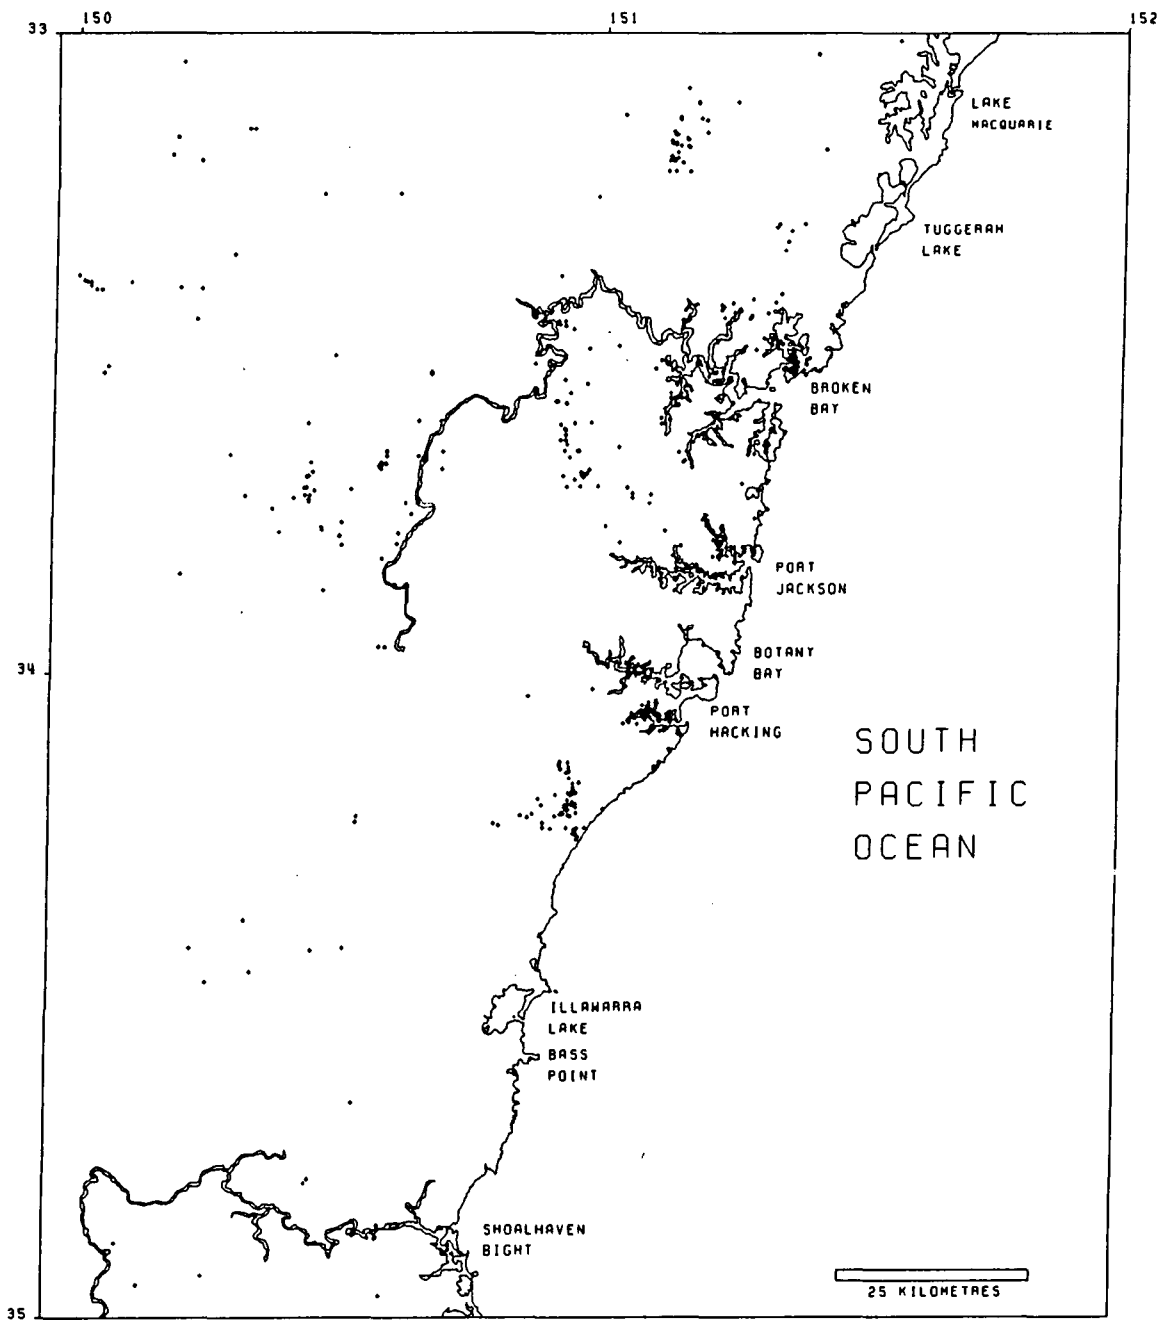 150
151
152
33
LAKE
MACQUARIE
TUGGERAH
LAKE
BROKEN
BAY
PORT
JACKSON
BOTANY
BAY
34
PORT
HACKING
SOUTH
PACIFIC
OCEAN
ILLAWARRA
LAKE
BASS
POINT
SHOALHAVEN
BIGHT
25 KILOMETRES
35